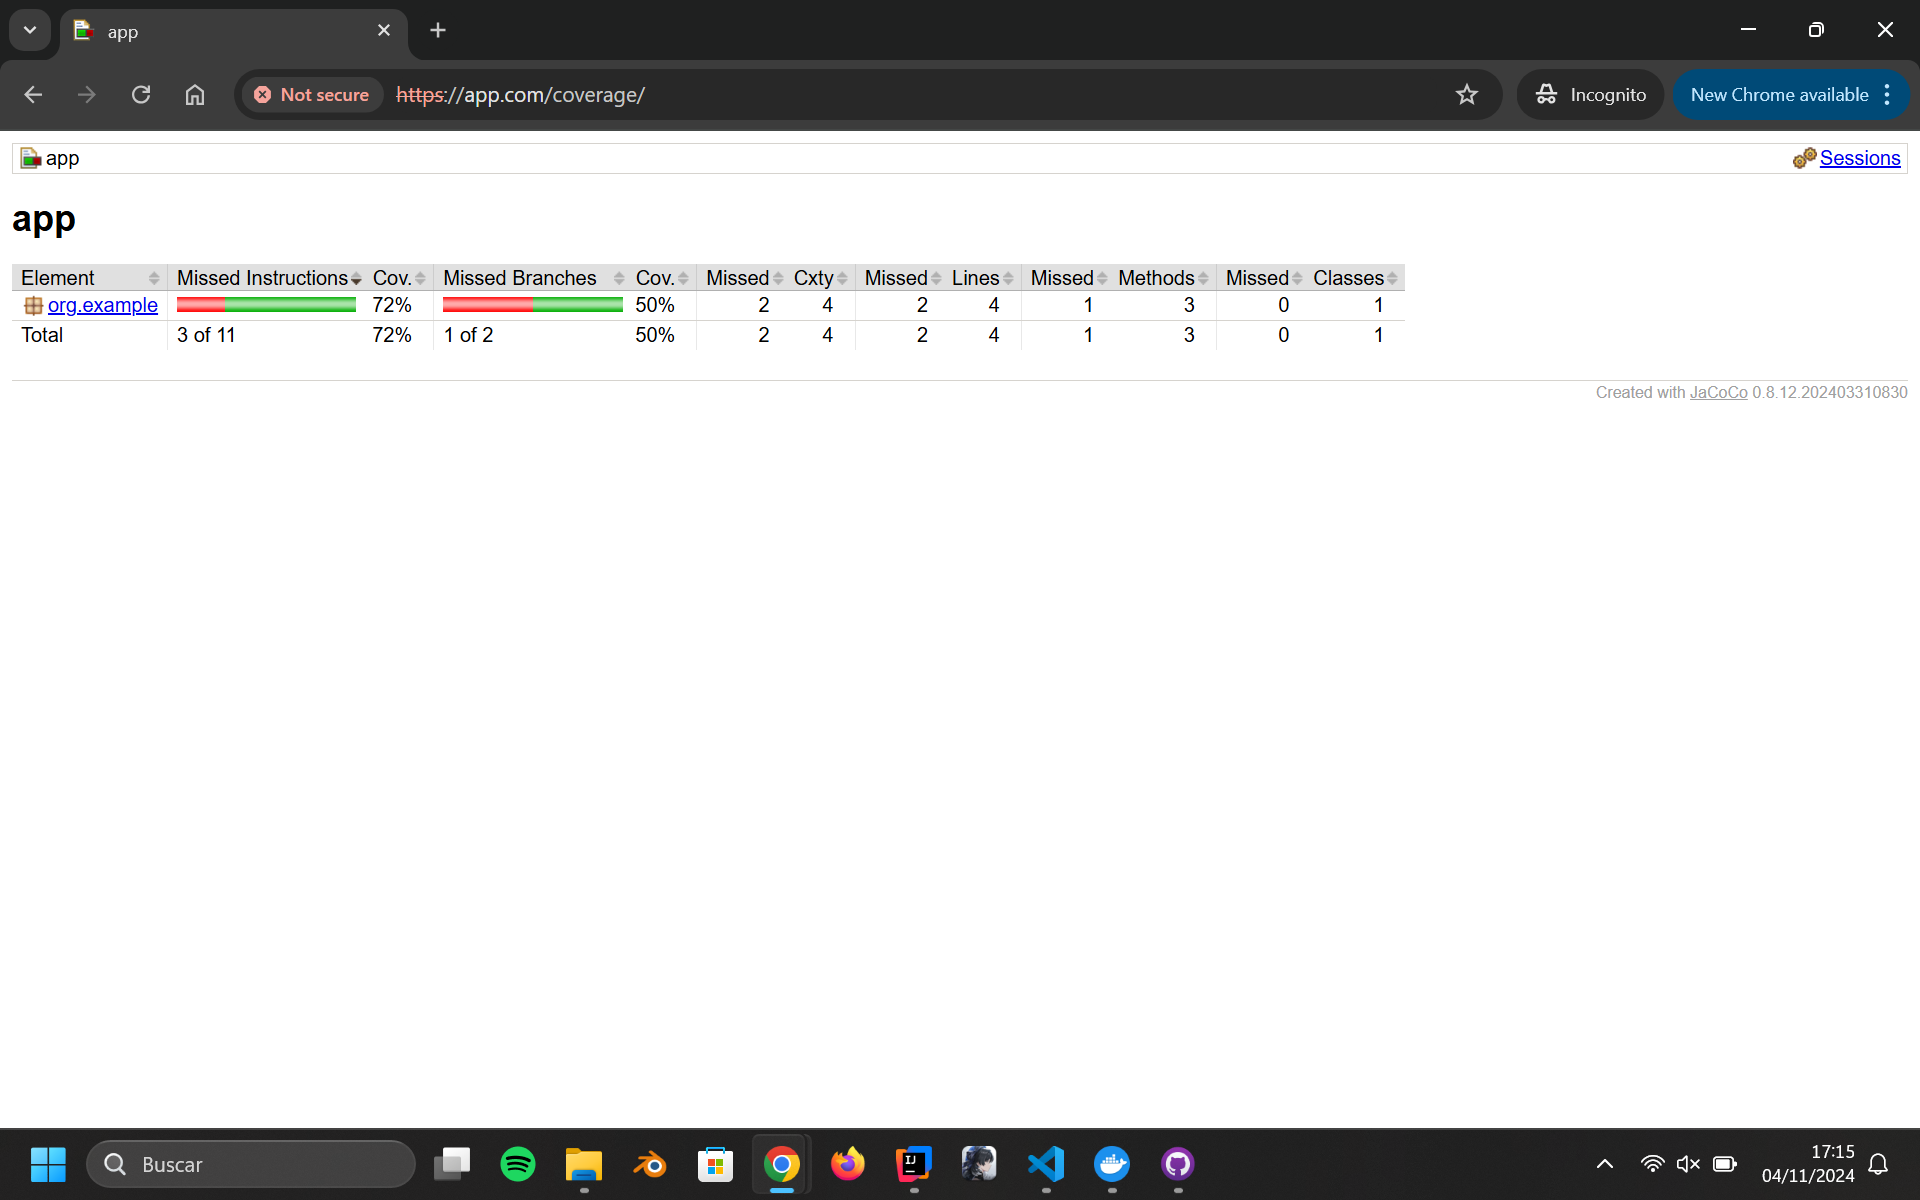 app
Not secure https://app.com/coverage/ Incognito New Chrome available
app Sessions
app
Element Missed Instructions Cov. Missed Branches Cov. Missed Cxty Missed Lines Missed Methods Missed Classes
org.example 72% 50% 2 4 2 4 1 3 0 1
Total 3 of 11 72% 1 of 2 50% 2 4 2 4 1 3 0 1
Created with JaCoCo 0.8.12.202403310830
Buscar IJ 17:15
04/11/2024